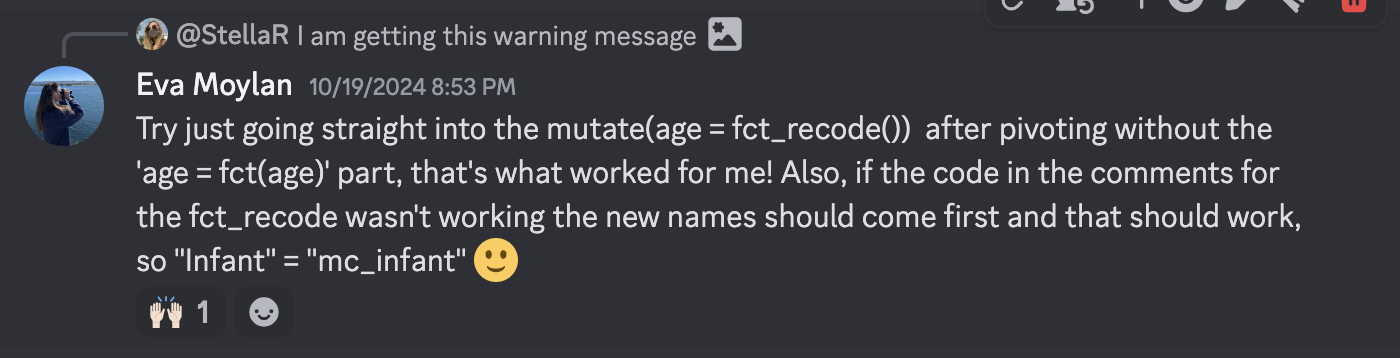 @StellaR I am getting this warning message
Eva Moylan 10/19/2024 8:53 PM
Try just going straight into the mutate(age = fct_recode())  after pivoting without the
'age = fct(age)' part, that's what worked for me! Also, if the code in the comments for
the fct_recode wasn't working the new names should come first and that should work,
so "Infant" = "mc_infant" 🙂
🙌🏻 1